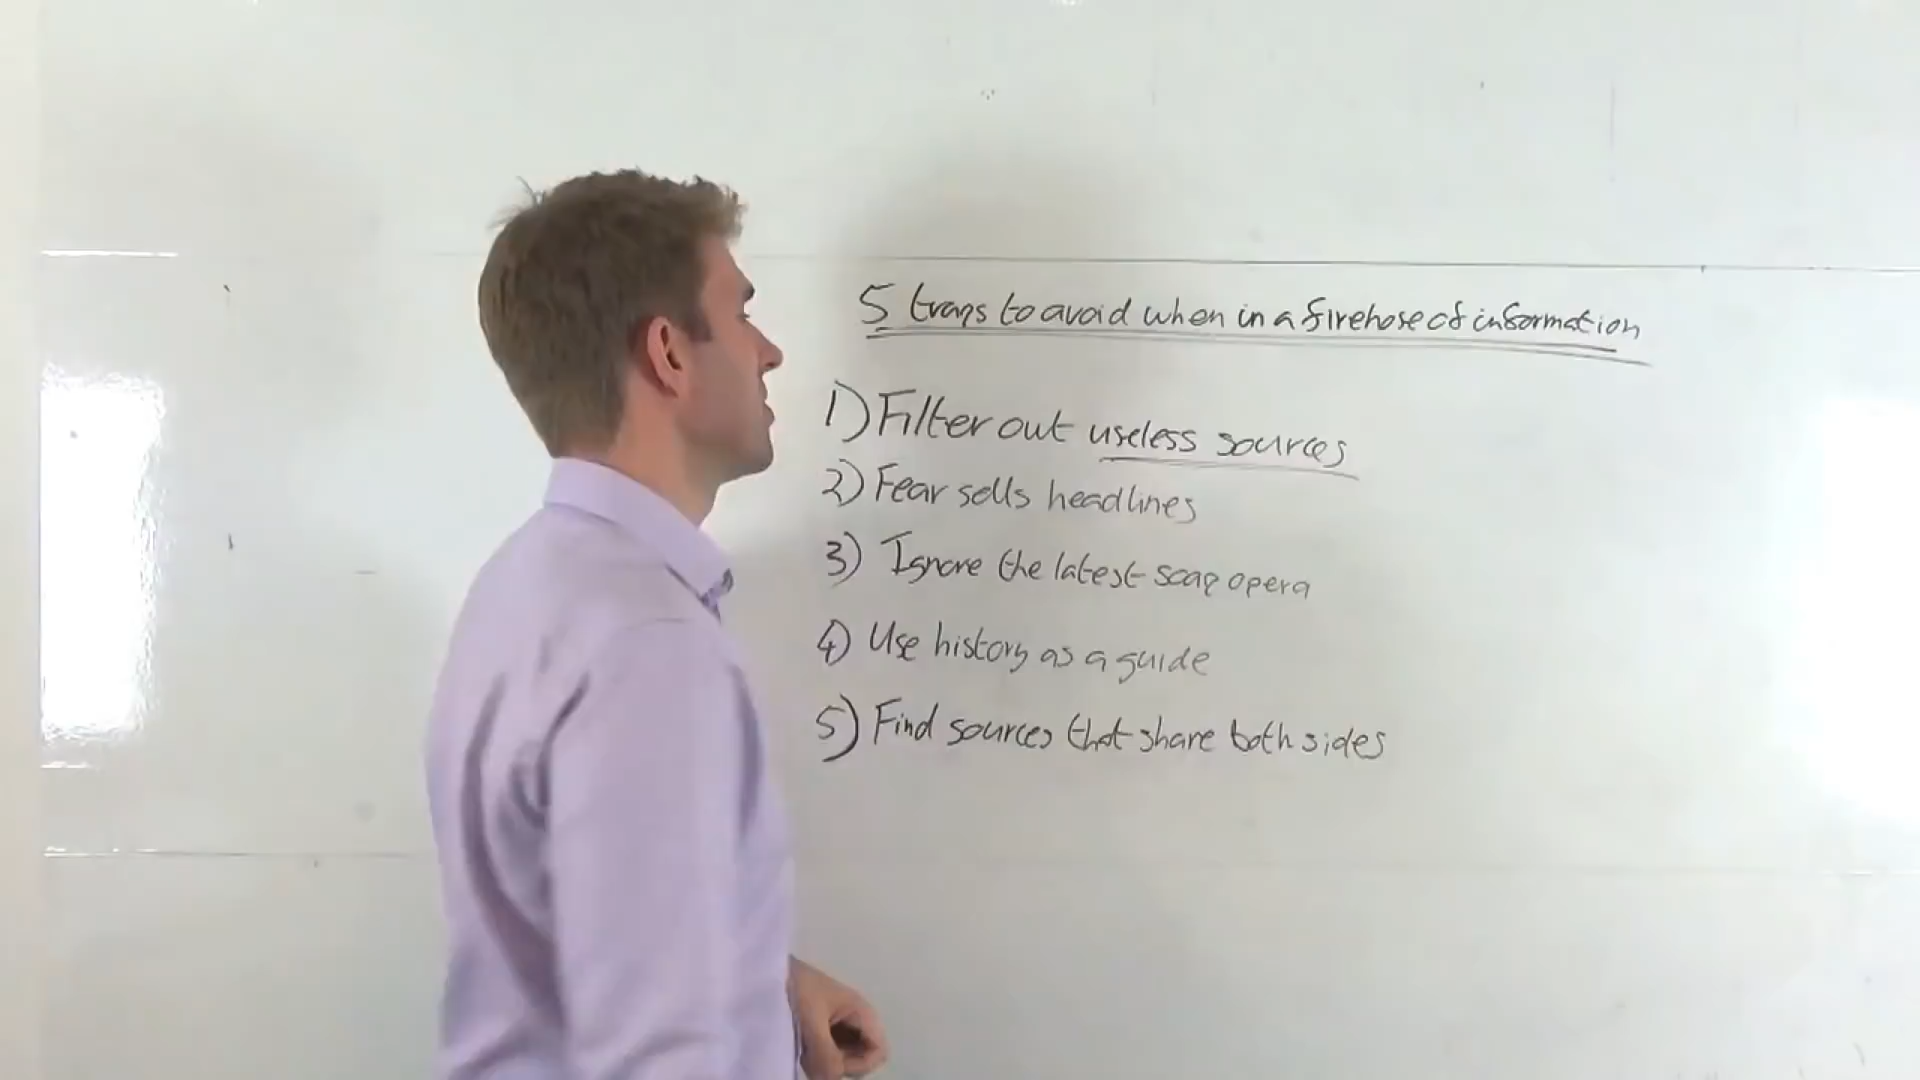 5 traps to avoid when in a firehose of information
1) Filter out useless sources
2) Fear sells headlines
3) Ignore the latest soap opera
4) Use history as a guide
5) Find sources that share both sides